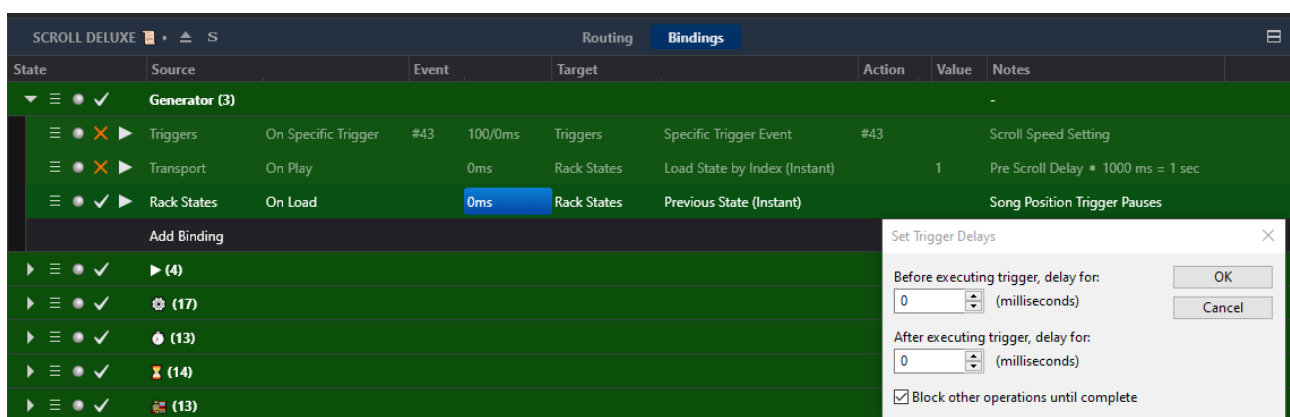 SCROLL DELUXE 📜 • ⏏ S Routing Bindings
State Source Event Target Action Value Notes
Generator (3) -
Triggers On Specific Trigger #43 100/0ms Triggers Specific Trigger Event #43 Scroll Speed Setting
Transport On Play 0ms Rack States Load State by Index (Instant) 1 Pre Scroll Delay ▪ 1000 ms = 1 sec
Rack States On Load 0ms Rack States Previous State (Instant) Song Position Trigger Pauses
Add Binding
▶ (4)
⚙ (17)
⏱ (13)
⏳ (14)
(13)
Set Trigger Delays
Before executing trigger, delay for:
OK
0 (milliseconds)
Cancel
After executing trigger, delay for:
0 (milliseconds)
Block other operations until complete